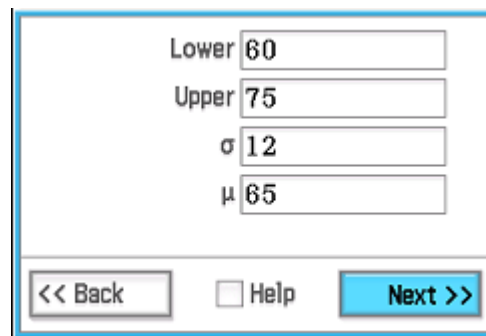 Lower 60
Upper 75
σ 12
μ 65
<< Back Help Next >>